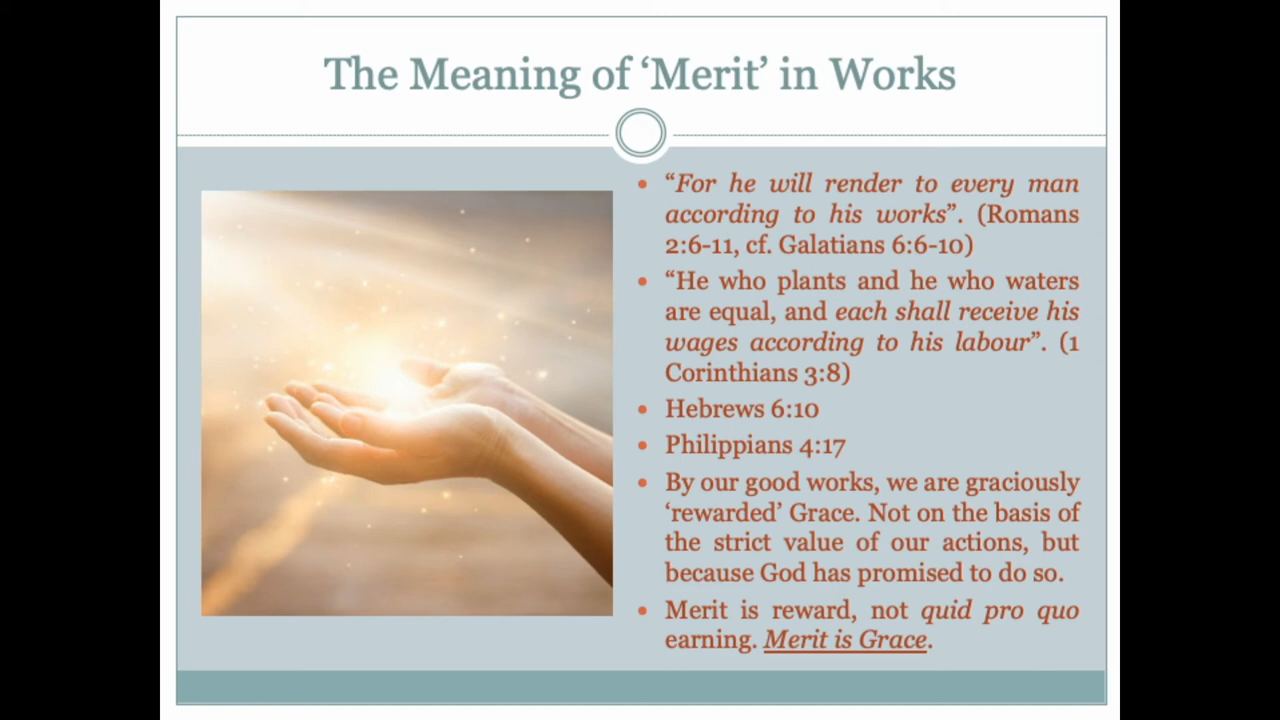 The Meaning of ‘Merit’ in Works
• “For he will render to every man
according to his works”. (Romans
2:6-11, cf. Galatians 6:6-10)
• “He who plants and he who waters
are equal, and each shall receive his
wages according to his labour”. (1
Corinthians 3:8)
• Hebrews 6:10
• Philippians 4:17
• By our good works, we are graciously
‘rewarded’ Grace. Not on the basis of
the strict value of our actions, but
because God has promised to do so.
• Merit is reward, not quid pro quo
earning. Merit is Grace.